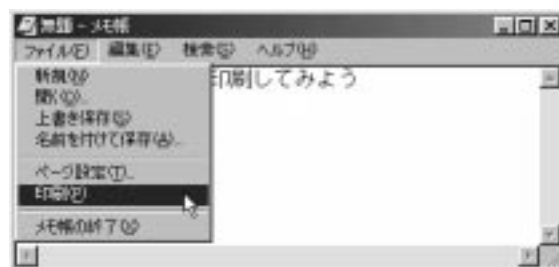 無題 - メモ帳
ファイル(F) 編集(E) 検索(S) ヘルプ(H)
印刷してみよう
新規(N)
開く(O)...
上書き保存(S)
名前を付けて保存(A)...
ページ設定(T)...
印刷(P)
メモ帳の終了(X)